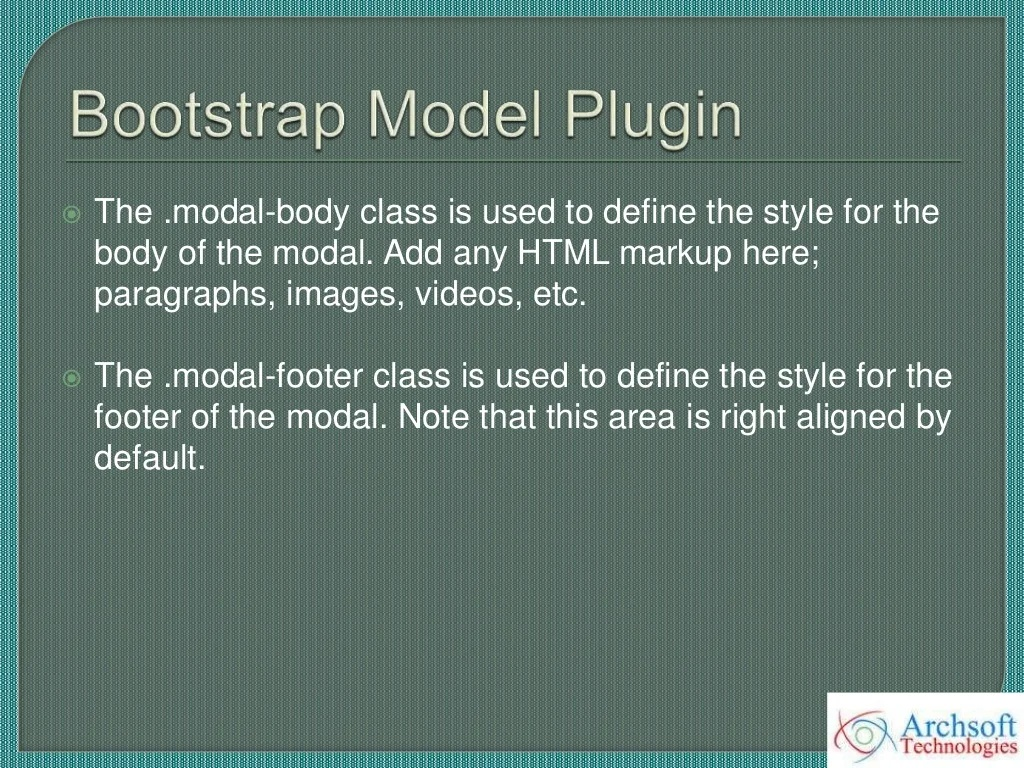 Bootstrap Model Plugin
The .modal-body class is used to define the style for the
body of the modal. Add any HTML markup here;
paragraphs, images, videos, etc.
The .modal-footer class is used to define the style for the
footer of the modal. Note that this area is right aligned by
default.
Archsoft
Technologies